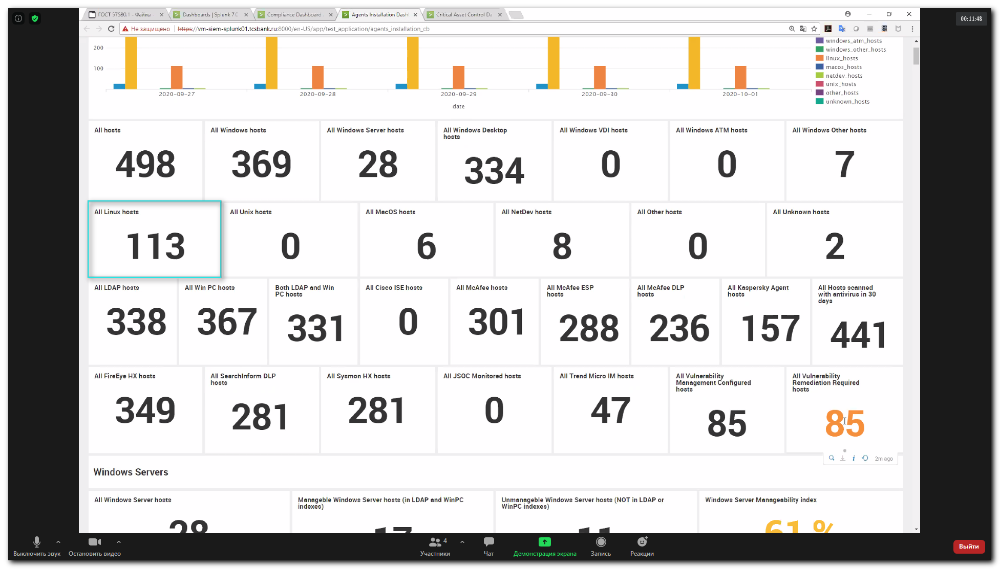 ГОСТ 57580.1 - Файлы -
Dashboards | Splunk 7.0
Compliance Dashboard
Agents Installation Dash
Critical Asset Control Da
00:11:48
Не защищено
https://vm-siem-splunk01.tcsbank.ru:8000/en-US/app/test_application/agents_installation_cb
200
100
2020-09-27
2020-09-28
2020-09-29
2020-09-30
2020-10-01
date
windows_atm_hosts
windows_other_hosts
linux_hosts
macos_hosts
netdev_hosts
unix_hosts
other_hosts
unknown_hosts
All hosts
498
All Windows hosts
369
All Windows Server hosts
28
All Windows Desktop
hosts
334
All Windows VDI hosts
0
All Windows ATM hosts
0
All Windows Other hosts
7
All Linux hosts
113
All Unix hosts
0
All MacOS hosts
6
All NetDev hosts
8
All Other hosts
0
All Unknown hosts
2
All LDAP hosts
338
All Win PC hosts
367
Both LDAP and Win
PC hosts
331
All Cisco ISE hosts
0
All McAfee hosts
301
All McAfee ESP
hosts
288
All McAfee DLP
hosts
236
All Kaspersky Agent
hosts
157
All Hosts scanned
with antivirus in 30
days
441
All FireEye HX hosts
349
All SearchInform DLP
hosts
281
All Sysmon HX hosts
281
All JSOC Monitored hosts
0
All Trend Micro IM hosts
47
All Vulnerability
Management Configured
hosts
85
All Vulnerability
Remediation Required
hosts
85
2m ago
Windows Servers
All Windows Server hosts
28
Manageble Windows Server hosts (in LDAP and WinPC
indexes)
17
Unmanageble Windows Server hosts (NOT in LDAP or
WinPC indexes)
11
Windows Server Manageability index
61 %
Выключить звук
Остановить видео
4
Участники
Чат
Демонстрация экрана
Запись
Реакции
Выйти